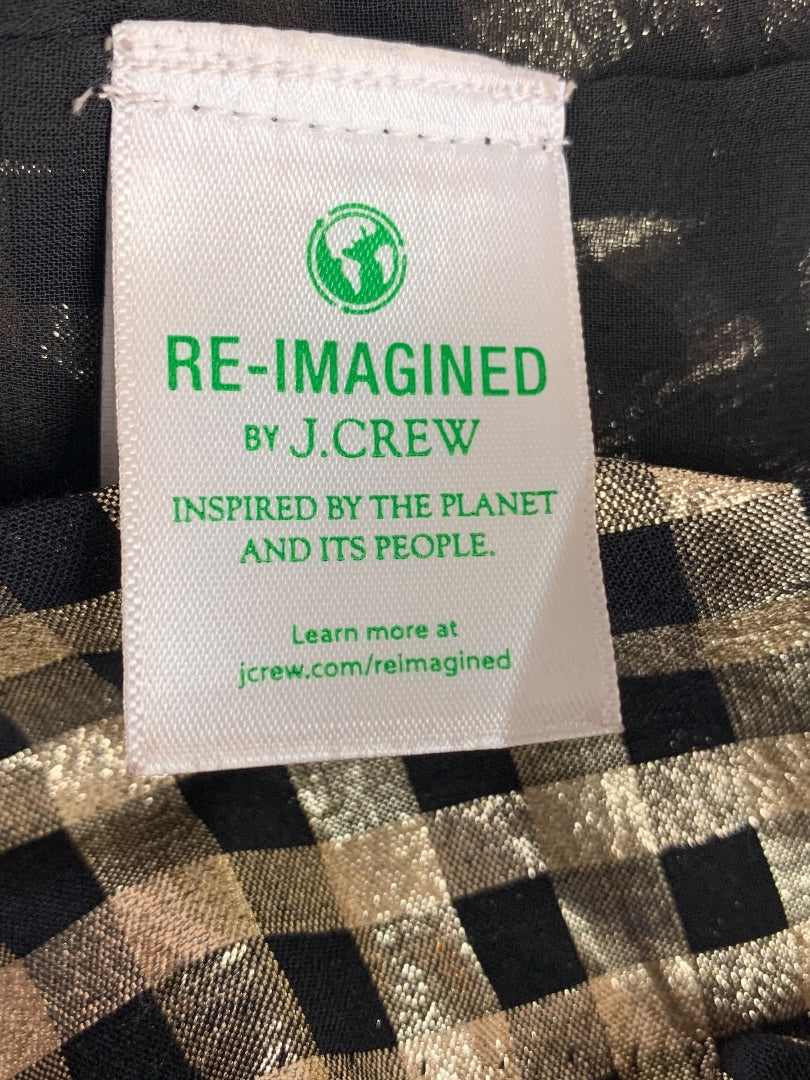 RE-IMAGINED
BY J.CREW
INSPIRED BY THE PLANET
AND ITS PEOPLE.
Learn more at
jcrew.com/reimagined